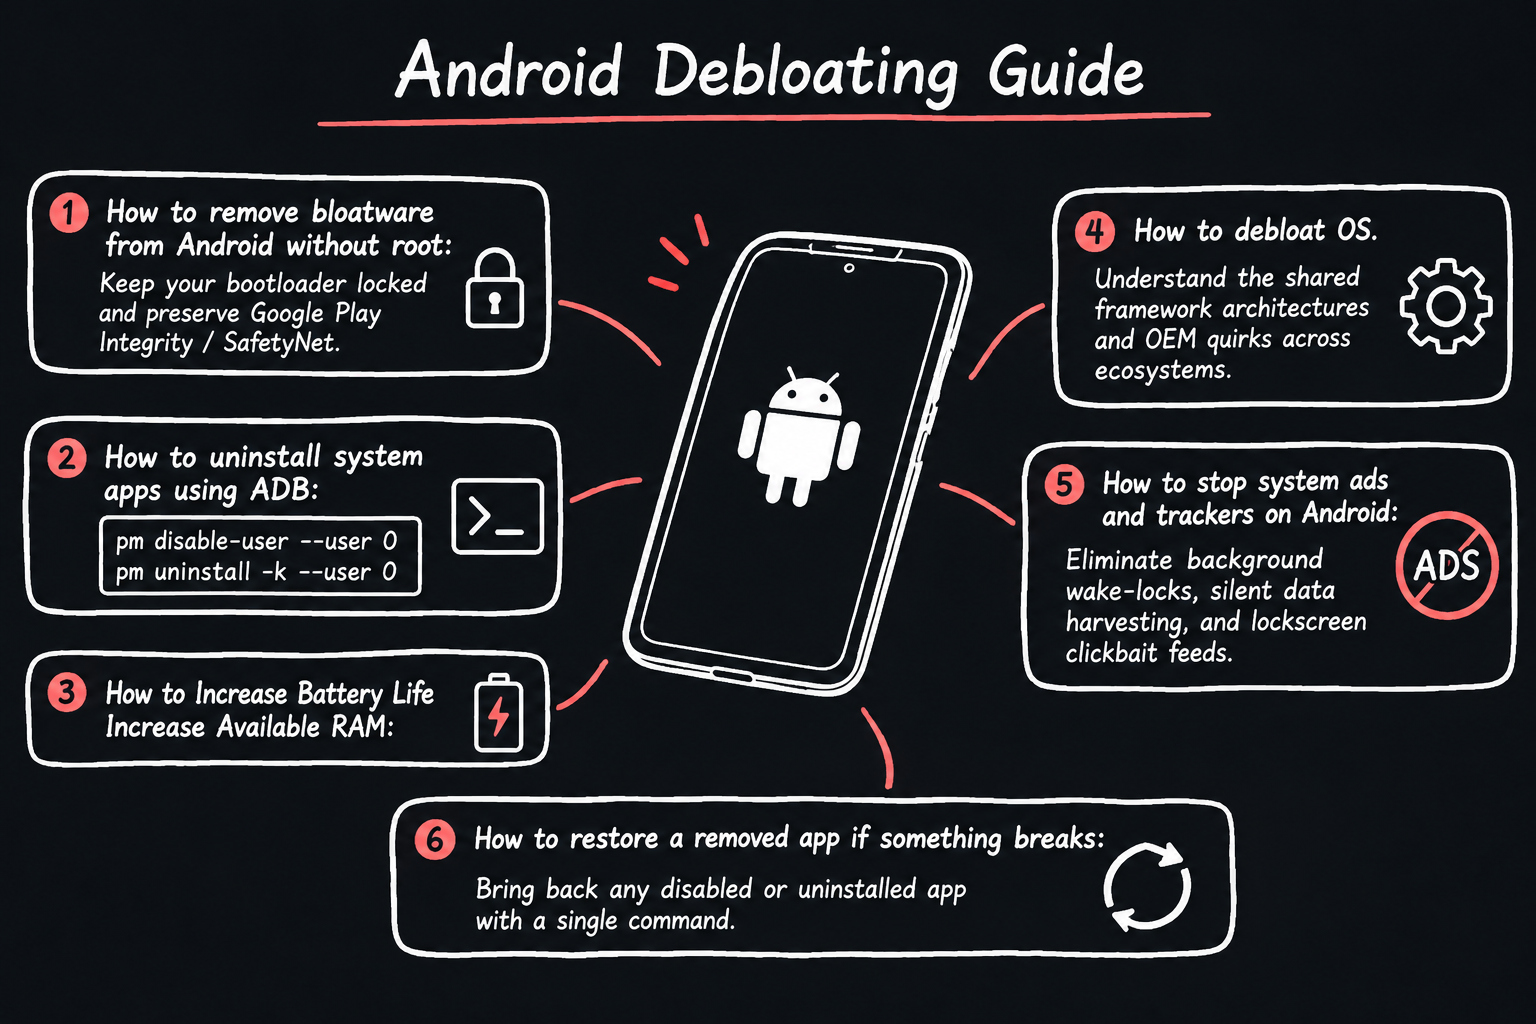 Android Debloating Guide
1 How to remove bloatware
from Android without root:
Keep your bootloader locked
and preserve Google Play
Integrity / SafetyNet.
2 How to uninstall system
apps using ADB:
pm disable-user --user 0
pm uninstall -k --user 0
>_
3 How to Increase Battery Life
Increase Available RAM:
4 How to debloat OS.
Understand the shared
framework architectures
and OEM quirks across
ecosystems.
5 How to stop system ads
and trackers on Android:
Eliminate background
wake-locks, silent data
harvesting, and lockscreen
clickbait feeds.
ADS
6 How to restore a removed app if something breaks:
Bring back any disabled or uninstalled app
with a single command.